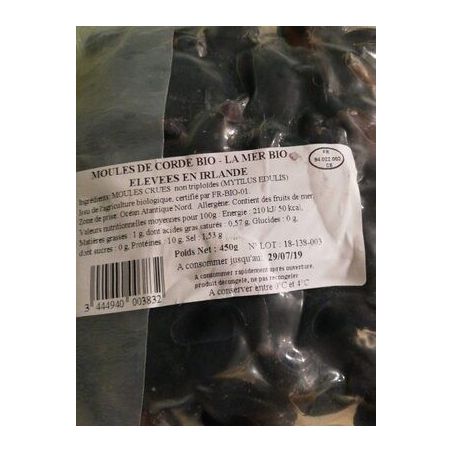 MOULES DE CORDE BIO - LA MER BIO
ELEVEES EN IRLANDE
Ingrédients: MOULES CRUES non triploïdes (MYTILUS EDULIS)
Issu de l'agriculture biologique, certifié par FR-BIO-01.
Zone de prise: Océan Atantique Nord. Allergène: Contient des fruits de mer.
Valeurs nutritionnelles moyennes pour 100g : Energie : 210 kJ/ 50 kcal,
Matières grasses : 1 g dont acides gras saturés : 0,57 g, Glucides : 0 g,
dont sucres : 0 g, Protéines : 10 g, Sel : 1,53 g
Poids Net : 450g N° LOT : 18-138-003
A consommer jusqu'au: 29/07/19
A consommer rapidement après ouverture.
produit décongelé, ne pas recongeler
A conserver entre 0°C et 4°C
FR
94.022.002
CE
3 444940 003832